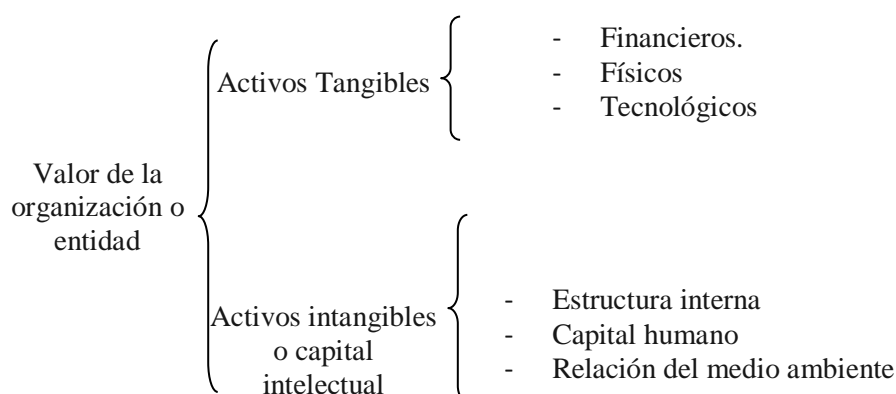 Valor de la
organización o
entidad
Activos Tangibles
- Financieros.
- Físicos
- Tecnológicos
Activos intangibles
o capital
intelectual
- Estructura interna
- Capital humano
- Relación del medio ambiente